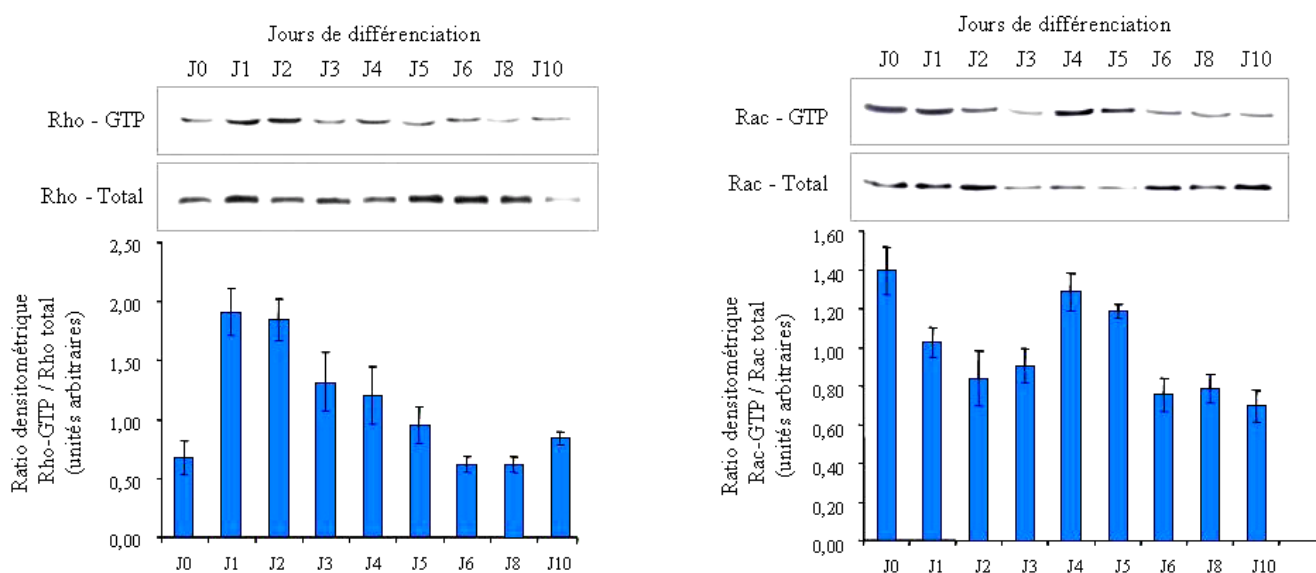 Jours de différenciation
J0 J1 J2 J3 J4 J5 J6 J8 J10
Rho - GTP
Rho - Total
2,50
2,00
1,50
1,00
0,50
0,00
Ratio densitométrique
Rho-GTP / Rho total
(unités arbitraires)
J0 J1 J2 J3 J4 J5 J6 J8 J10
Jours de différenciation
J0 J1 J2 J3 J4 J5 J6 J8 J10
Rac - GTP
Rac - Total
1,60
1,40
1,20
1,00
0,80
0,60
0,40
0,20
0,00
Ratio densitométrique
Rac-GTP / Rac total
(unités arbitraires)
J0 J1 J2 J3 J4 J5 J6 J8 J10